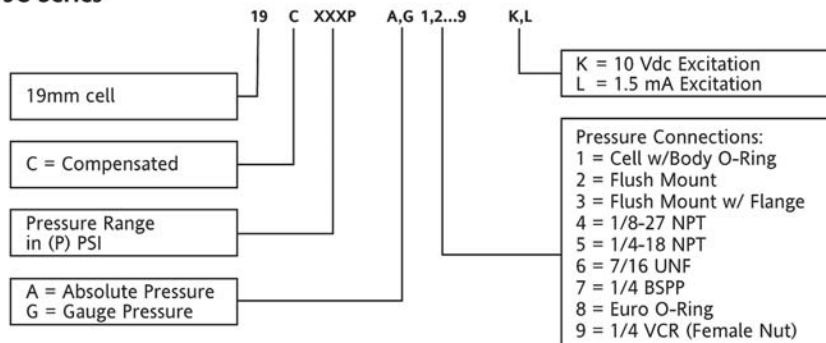 19 C XXXP A,G 1,2...9 K,L
19mm cell
C = Compensated
Pressure Range
in (P) PSI
A = Absolute Pressure
G = Gauge Pressure
K = 10 Vdc Excitation
L = 1.5 mA Excitation
Pressure Connections:
1 = Cell w/Body O-Ring
2 = Flush Mount
3 = Flush Mount w/ Flange
4 = 1/8-27 NPT
5 = 1/4-18 NPT
6 = 7/16 UNF
7 = 1/4 BSPP
8 = Euro O-Ring
9 = 1/4 VCR (Female Nut)